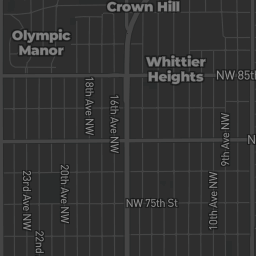 Crown Hill
Olympic
Manor
Whittier
Heights
NW 85th
18th Ave NW
16th Ave NW
9th Ave NW
N
23rd Ave NW
20th Ave NW
10th Ave NW
NW 75th St
22nd